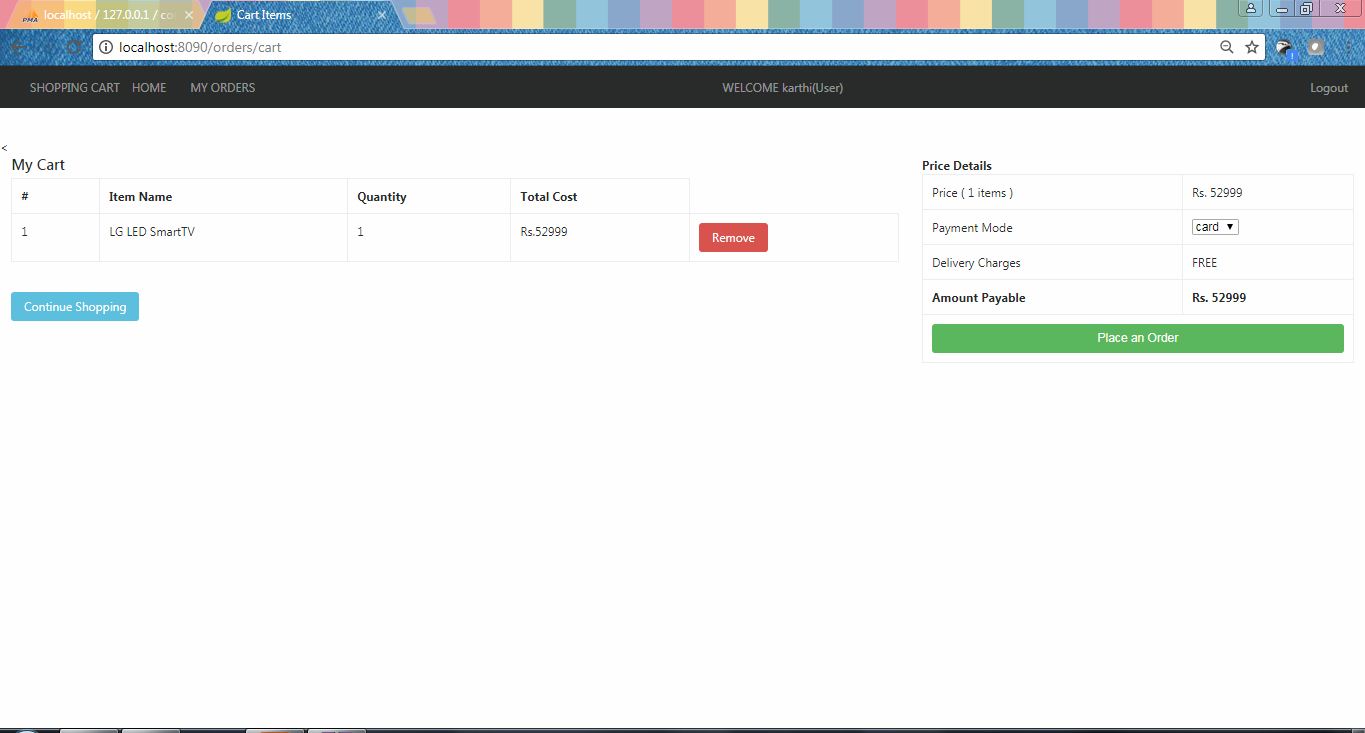 PMA localhost / 127.0.0.1 / co
Cart Items
localhost:8090/orders/cart
SHOPPING CART HOME MY ORDERS WELCOME karthi(User) Logout
<
My Cart
# Item Name Quantity Total Cost
1 LG LED SmartTV 1 Rs.52999 Remove
Continue Shopping
Price Details
Price ( 1 items ) Rs. 52999
Payment Mode card
Delivery Charges FREE
Amount Payable Rs. 52999
Place an Order